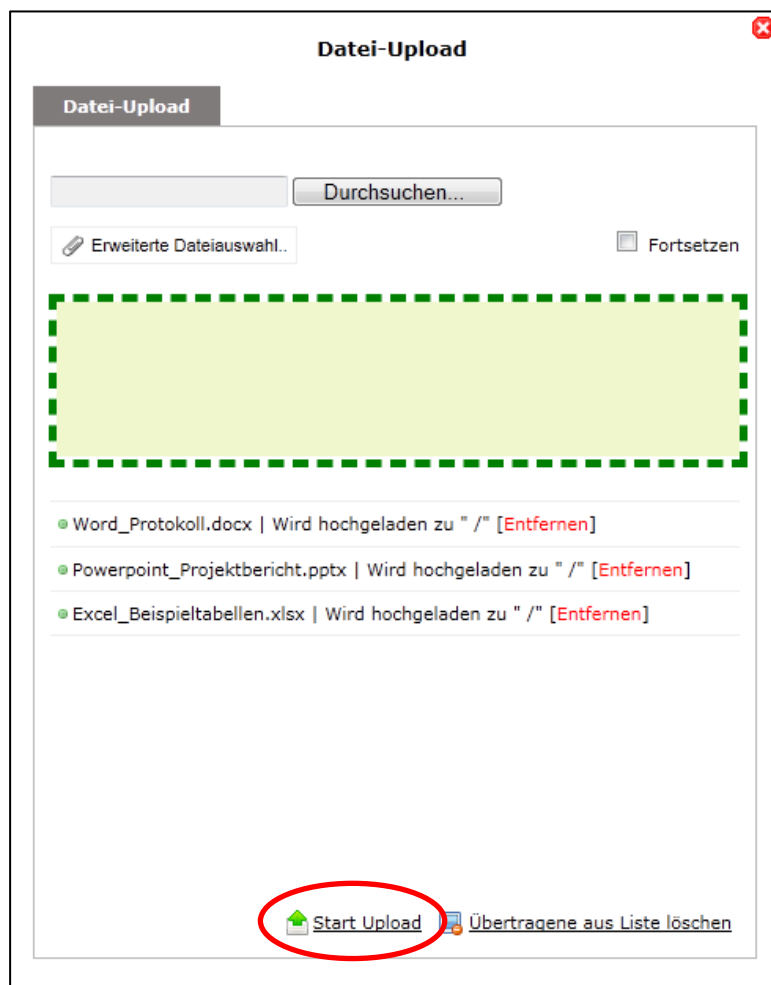 Datei-Upload
Datei-Upload
Durchsuchen...
Erweiterte Dateiauswahl..
Fortsetzen
Word_Protokoll.docx | Wird hochgeladen zu " /" [Entfernen]
Powerpoint_Projektbericht.pptx | Wird hochgeladen zu " /" [Entfernen]
Excel_Beispieltabellen.xlsx | Wird hochgeladen zu " /" [Entfernen]
Start Upload Übertragene aus Liste löschen